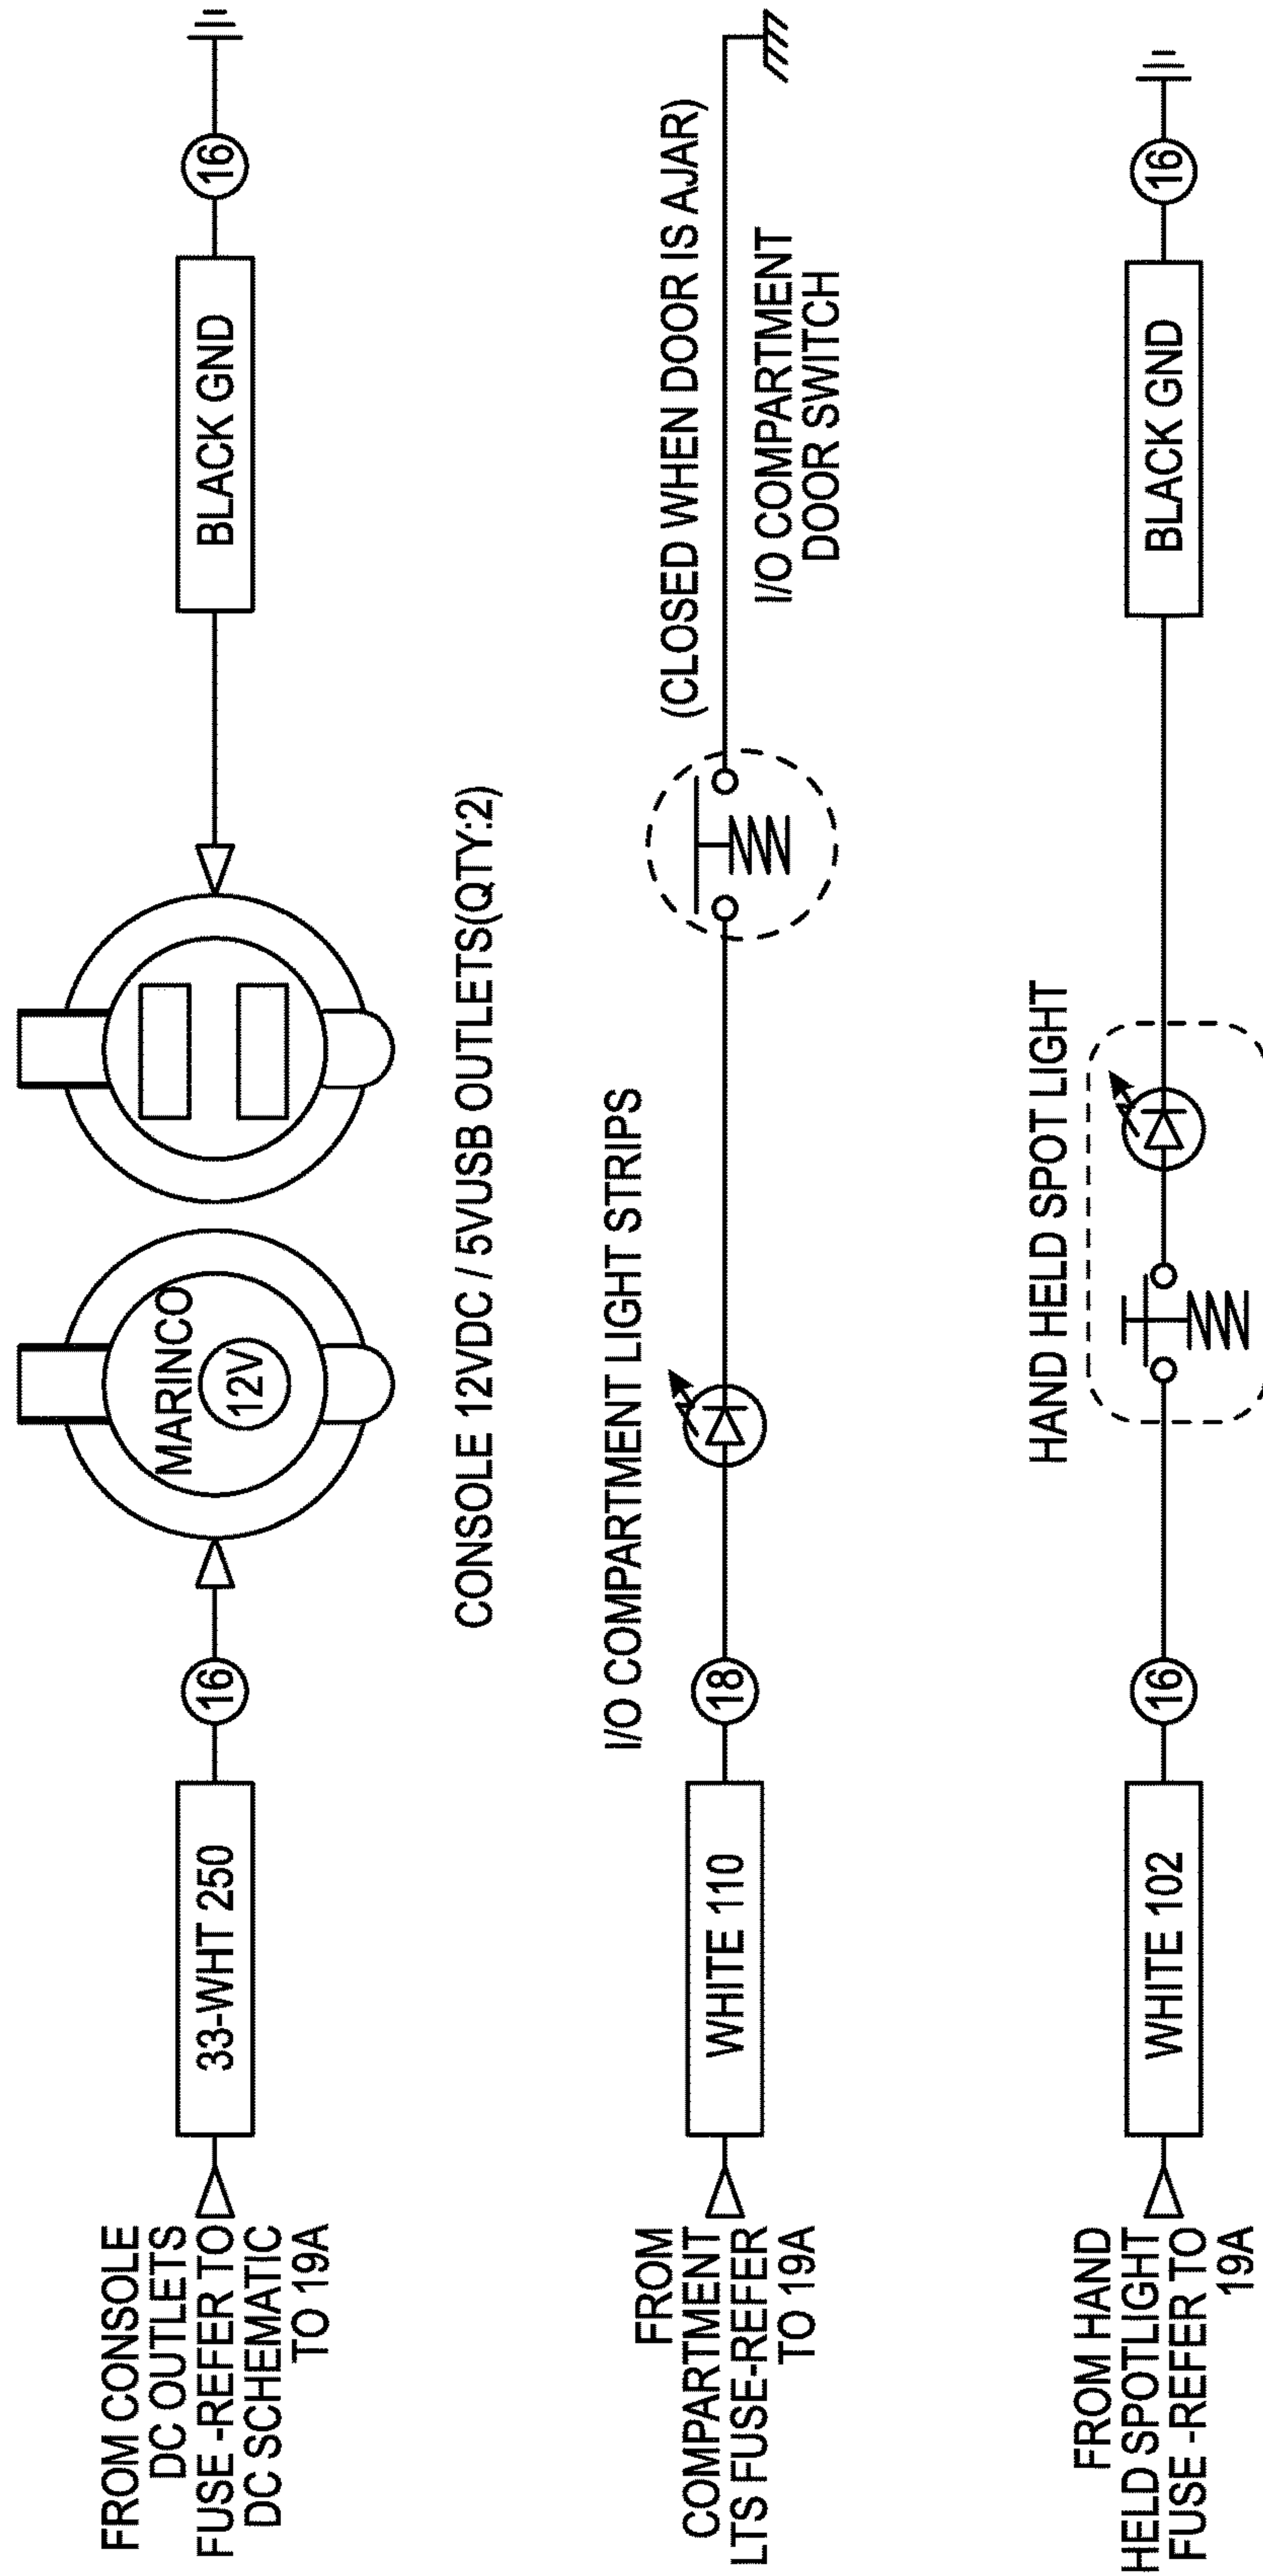 FROM CONSOLE
DC OUTLETS
FUSE -REFER TO
DC SCHEMATIC
TO 19A
33-WHT 250
16
MARINCO
12V
BLACK GND
16
CONSOLE 12VDC / 5VUSB OUTLETS(QTY:2)
FROM
COMPARTMENT
LTS FUSE-REFER
TO 19A
WHITE 110
18
I/O COMPARTMENT LIGHT STRIPS
(CLOSED WHEN DOOR IS AJAR)
I/O COMPARTMENT
DOOR SWITCH
FROM HAND
HELD SPOTLIGHT
FUSE -REFER TO
19A
WHITE 102
16
HAND HELD SPOT LIGHT
BLACK GND
16